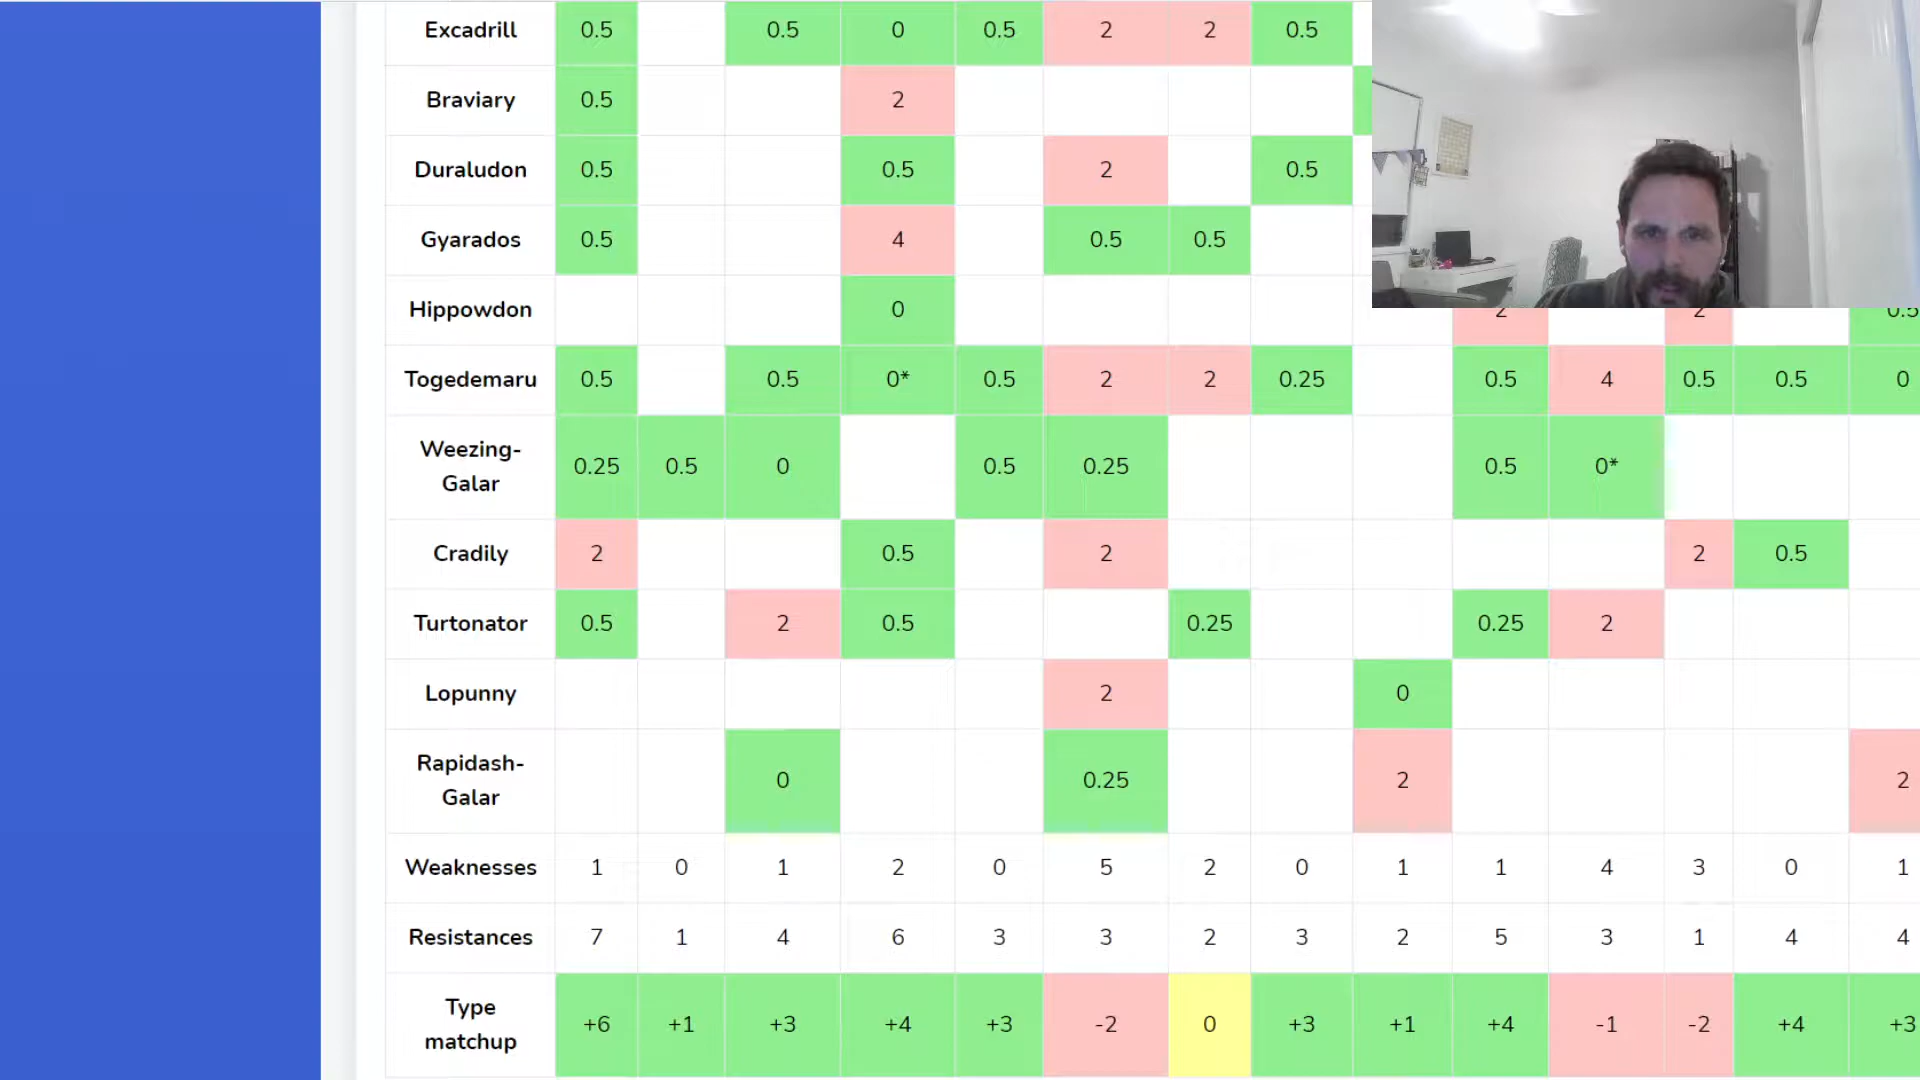 Excadrill 0.5 0.5 0 0.5 2 2 0.5
Braviary 0.5 2
Duraludon 0.5 0.5 2 0.5
Gyarados 0.5 4 0.5 0.5
Hippowdon 0 2 2 0.5
Togedemaru 0.5 0.5 0* 0.5 2 2 0.25 0.5 4 0.5 0.5 0
Weezing-
Galar 0.25 0.5 0 0.5 0.25 0.5 0*
Cradily 2 0.5 2 2 0.5
Turtonator 0.5 2 0.5 0.25 0.25 2
Lopunny 2 0
Rapidash-
Galar 0 0.25 2 2
Weaknesses 1 0 1 2 0 5 2 0 1 1 4 3 0 1
Resistances 7 1 4 6 3 3 2 3 2 5 3 1 4 4
Type
matchup +6 +1 +3 +4 +3 -2 0 +3 +1 +4 -1 -2 +4 +3